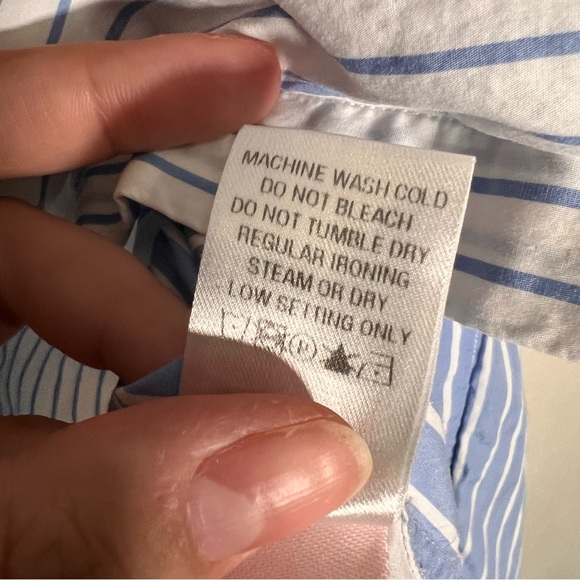 MACHINE WASH COLD
DO NOT BLEACH
DO NOT TUMBLE DRY
REGULAR IRONING
STEAM OR DRY
LOW SETTING ONLY